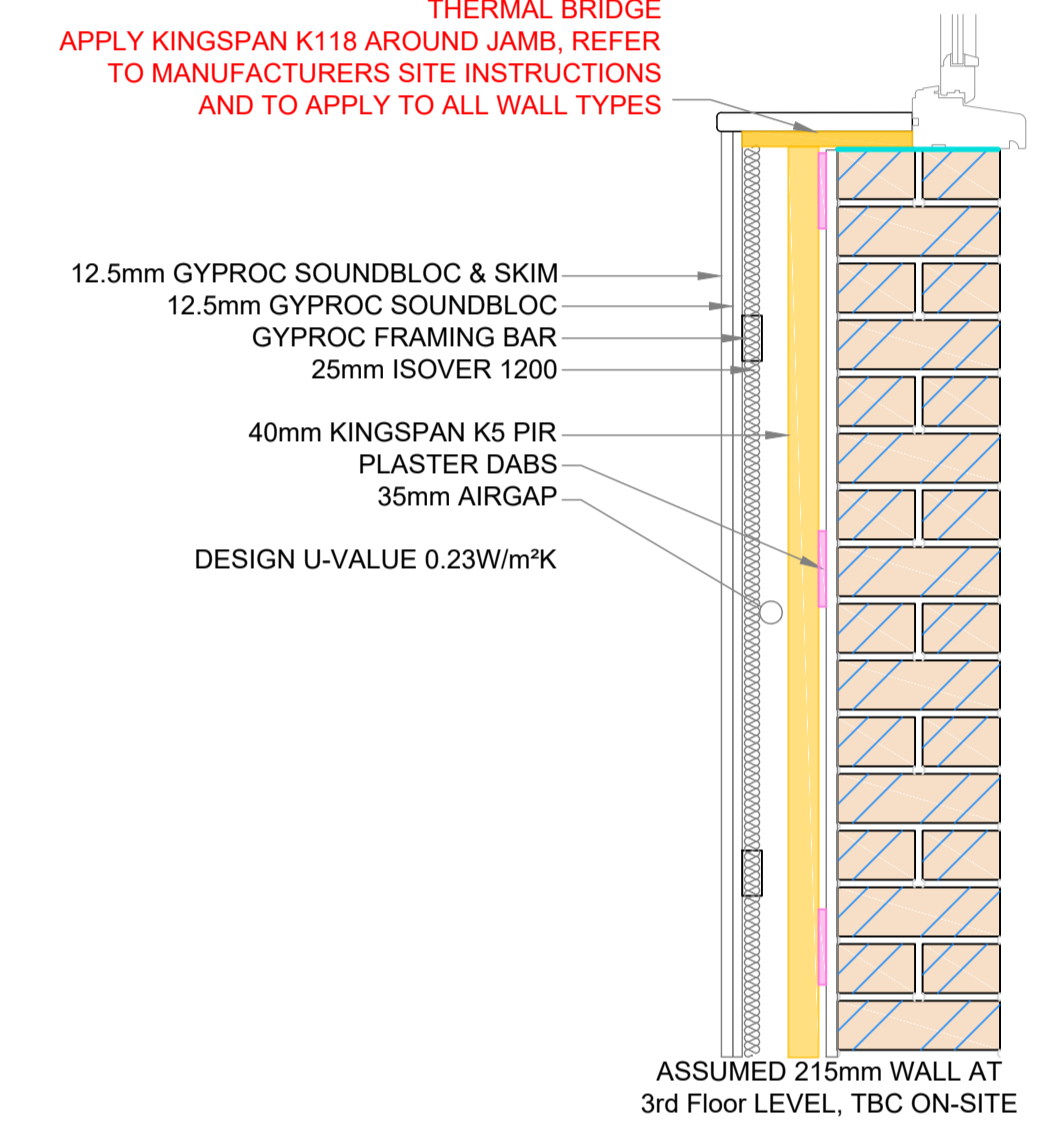 THERMAL BRIDGE
APPLY KINGSPAN K118 AROUND JAMB, REFER
TO MANUFACTURERS SITE INSTRUCTIONS
AND TO APPLY TO ALL WALL TYPES
12.5mm GYPROC SOUNDBLOC & SKIM
12.5mm GYPROC SOUNDBLOC
GYPROC FRAMING BAR
25mm ISOVER 1200
40mm KINGSPAN K5 PIR
PLASTER DABS
35mm AIRGAP
DESIGN U-VALUE 0.23W/m²K
ASSUMED 215mm WALL AT
3rd Floor LEVEL, TBC ON-SITE